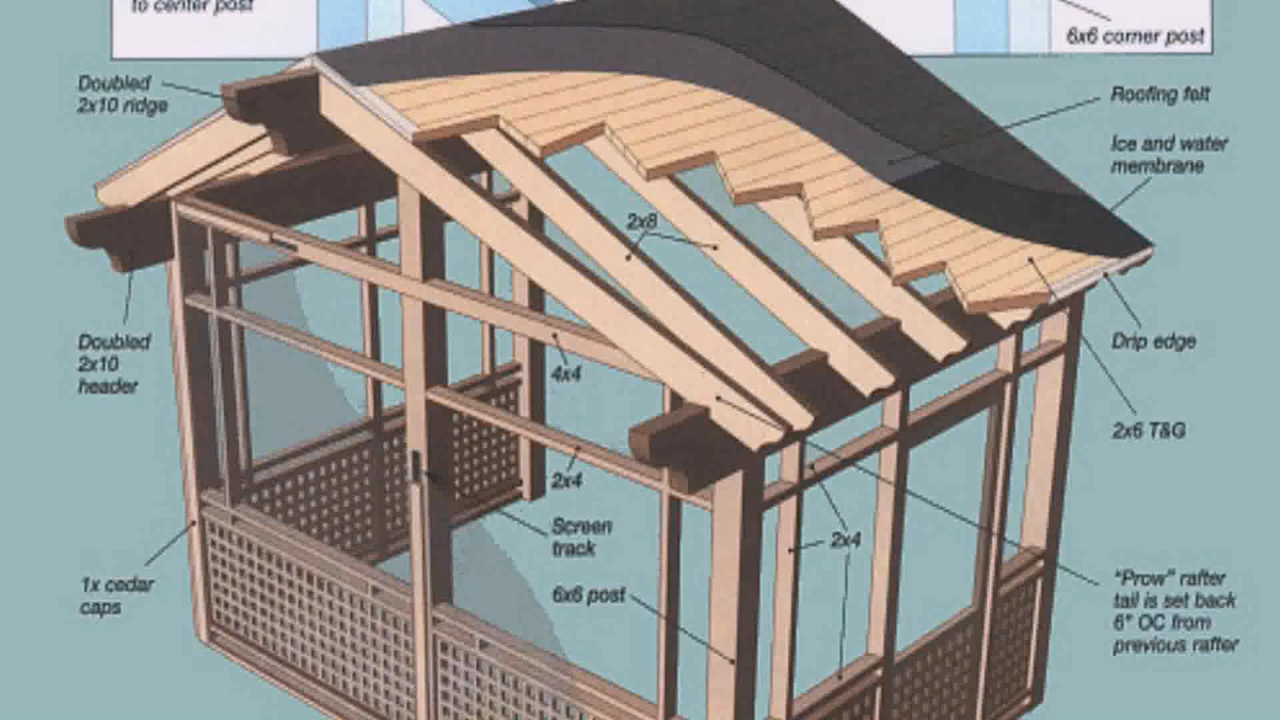 to center post
6x6 corner post
Doubled
2x10 ridge
Roofing felt
Ice and water
membrane
2x8
Doubled
2x10
header
4x4
Drip edge
2x6 T&G
2x4
Screen
track
2x4
1x cedar
caps
6x6 post
"Prow" rafter
tail is set back
6" OC from
previous rafter